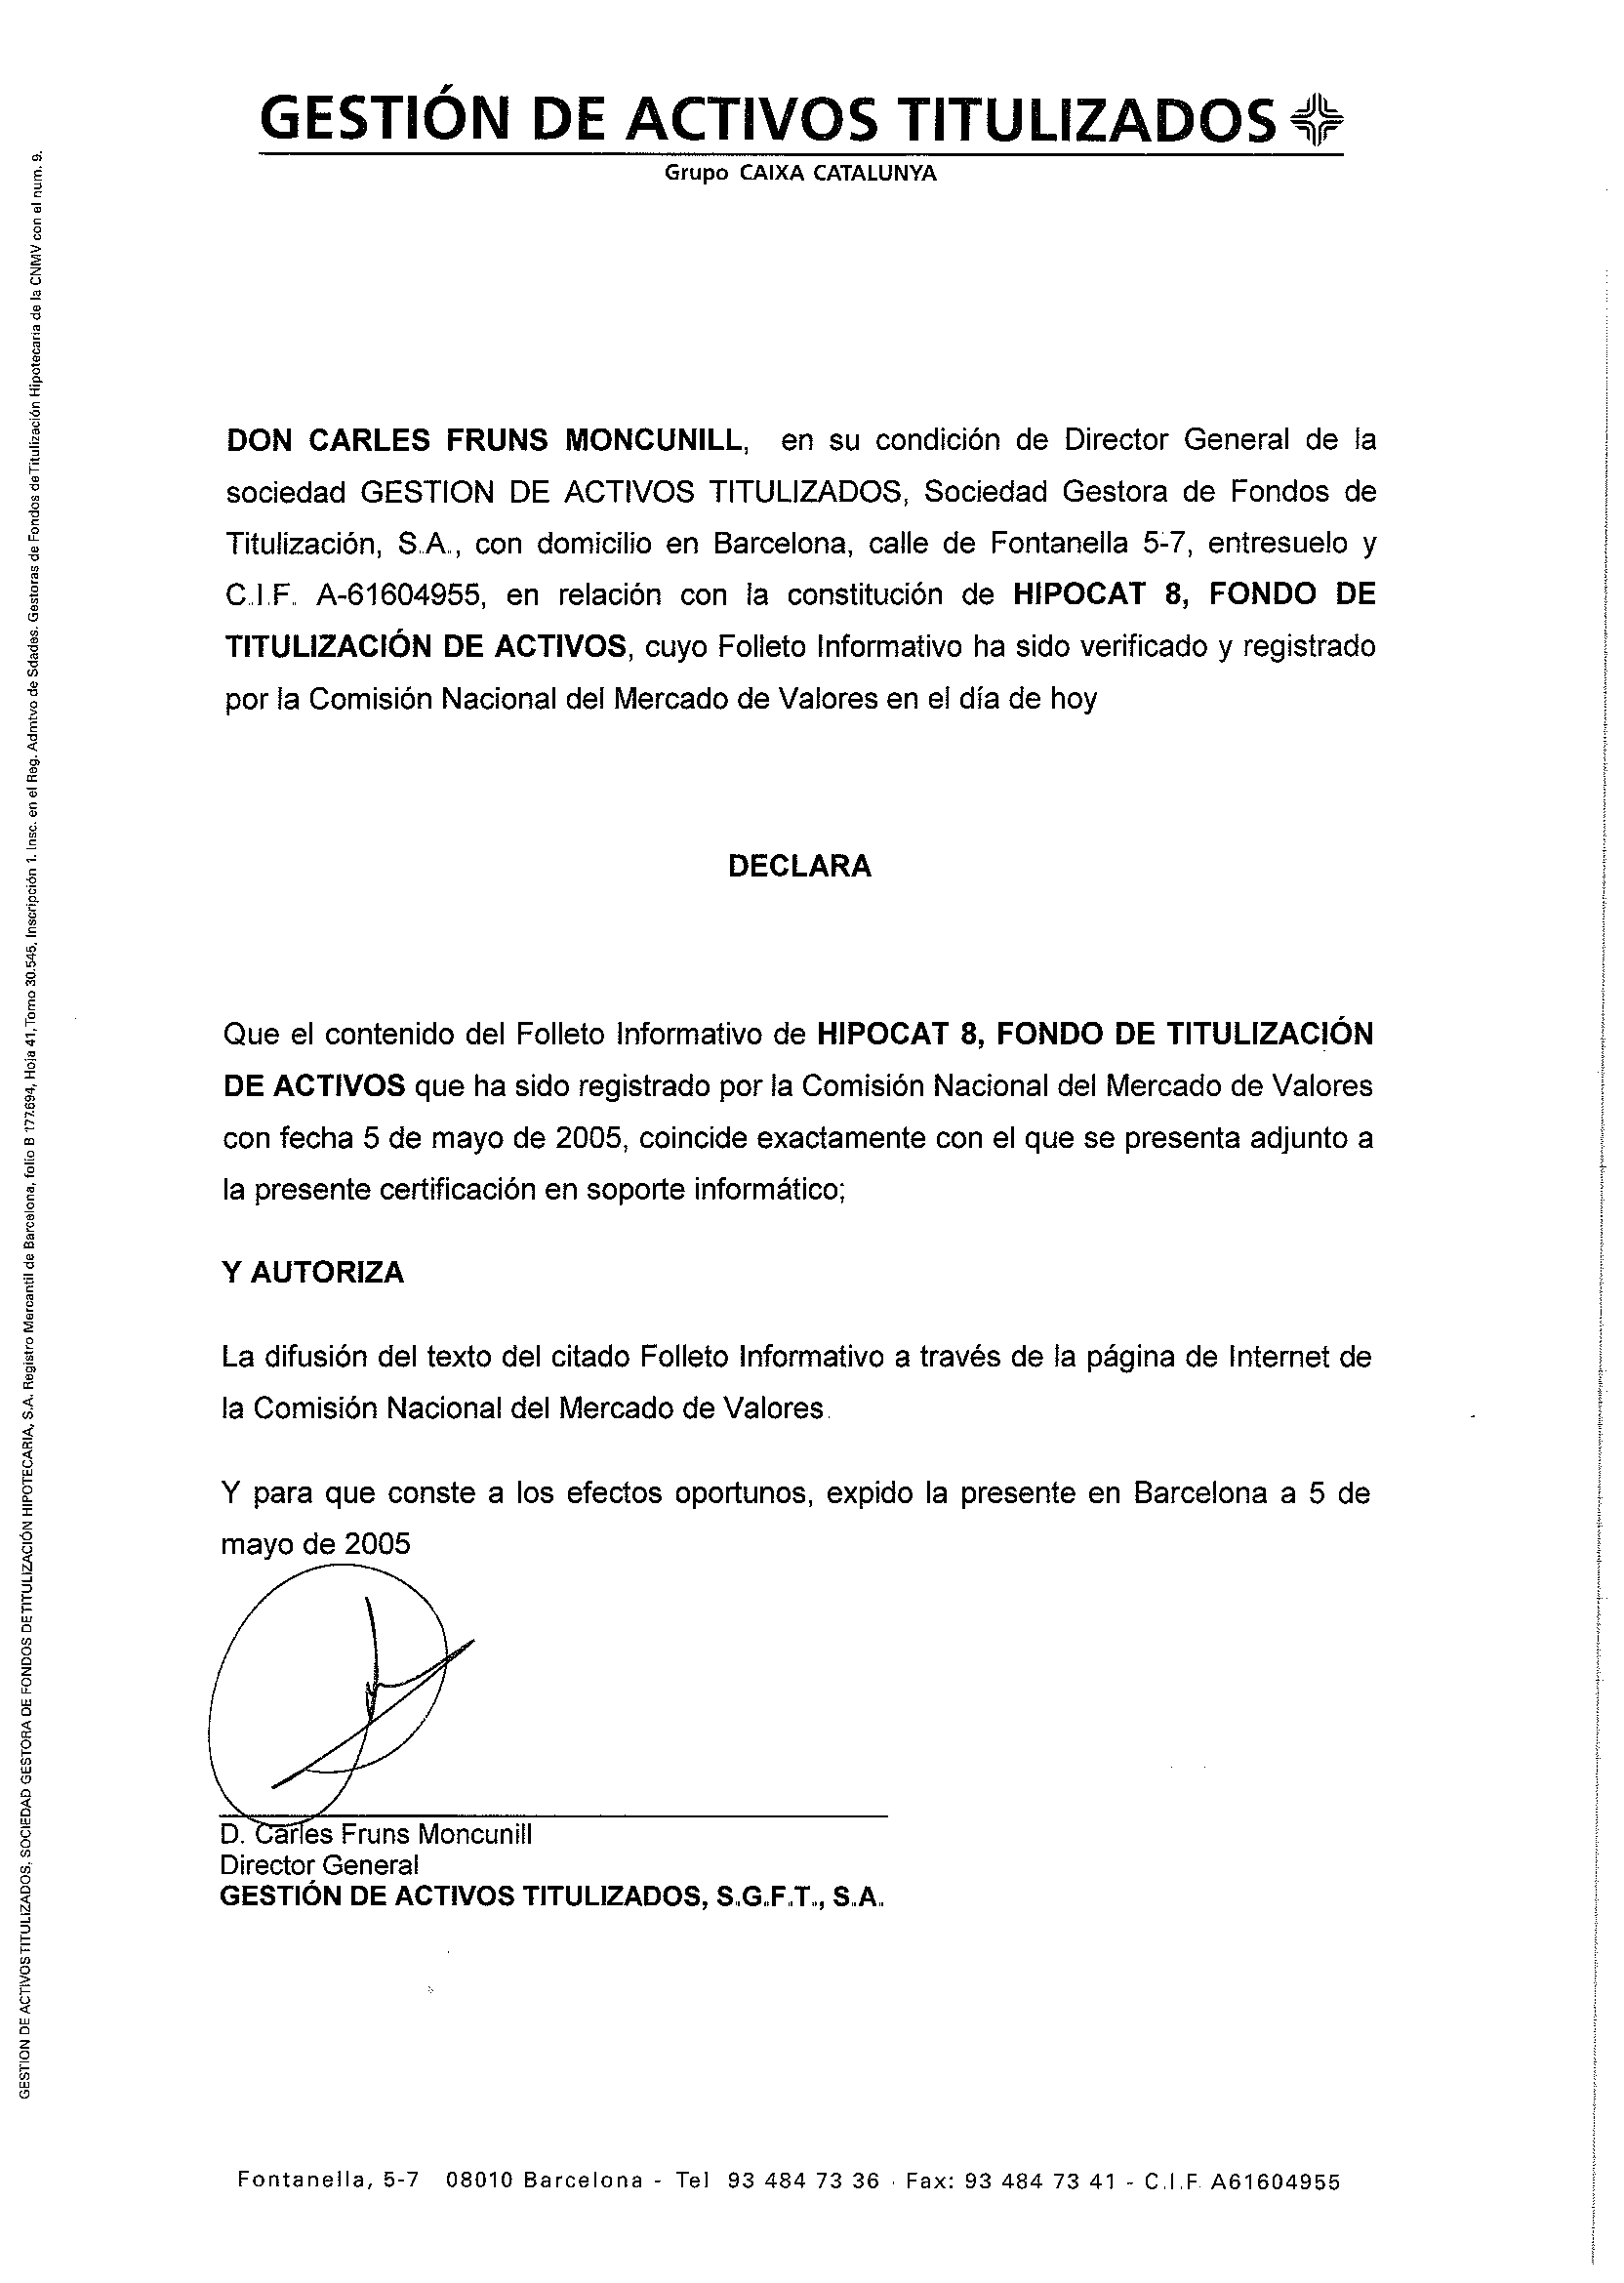 GESTIÓN DE ACTIVOS TITULIZADOS
Grupo CAIXA CATALUNYA
DON CARLES FRUNS MONCUNILL, en su condición de Director General de la
sociedad GESTION DE ACTIVOS TITULIZADOS, Sociedad Gestora de Fondos de
Titulización, S.A., con domicilio en Barcelona, calle de Fontanella 5-7, entresuelo y
C.I.F. A-61604955, en relación con la constitución de HIPOCAT 8, FONDO DE
TITULIZACIÓN DE ACTIVOS, cuyo Folleto Informativo ha sido verificado y registrado
por la Comisión Nacional del Mercado de Valores en el día de hoy
DECLARA
Que el contenido del Folleto Informativo de HIPOCAT 8, FONDO DE TITULIZACIÓN
DE ACTIVOS que ha sido registrado por la Comisión Nacional del Mercado de Valores
con fecha 5 de mayo de 2005, coincide exactamente con el que se presenta adjunto a
la presente certificación en soporte informático;
Y AUTORIZA
La difusión del texto del citado Folleto Informativo a través de la página de Internet de
la Comisión Nacional del Mercado de Valores.
Y para que conste a los efectos oportunos, expido la presente en Barcelona a 5 de
mayo de 2005
D. Carles Fruns Moncunill
Director General
GESTIÓN DE ACTIVOS TITULIZADOS, S.G.F.T., S.A.
Fontanella, 5-7 08010 Barcelona - Tel 93 484 73 36 · Fax: 93 484 73 41 - C.I.F. A61604955
GESTION DE ACTIVOS TITULIZADOS, SOCIEDAD GESTORA DE FONDOS DE TITULIZACIÓN HIPOTECARIA, S.A. Registro Mercantil de Barcelona, folio B 177.694, Hoja 41, Tomo 30.545, Inscripción 1. Insc. en el Reg. Admtvo de Sdades. Gestoras de Fondos de Titulización Hipotecaria de la CNMV con el num. 9.